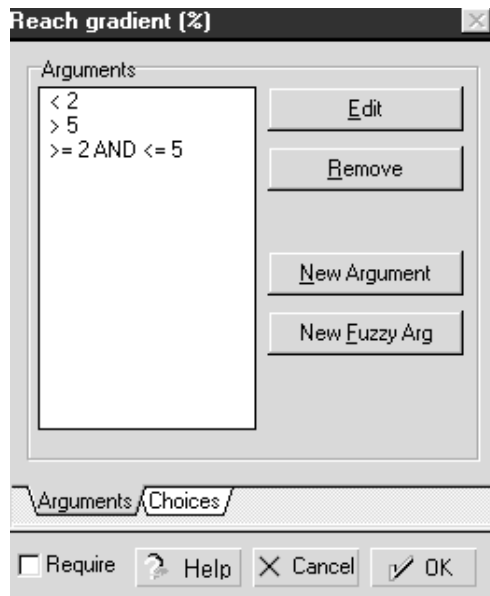 Reach gradient (%)
Arguments
< 2
> 5
>= 2 AND <= 5
Edit
Remove
New Argument
New Fuzzy Arg
Arguments Choices
Require Help Cancel OK